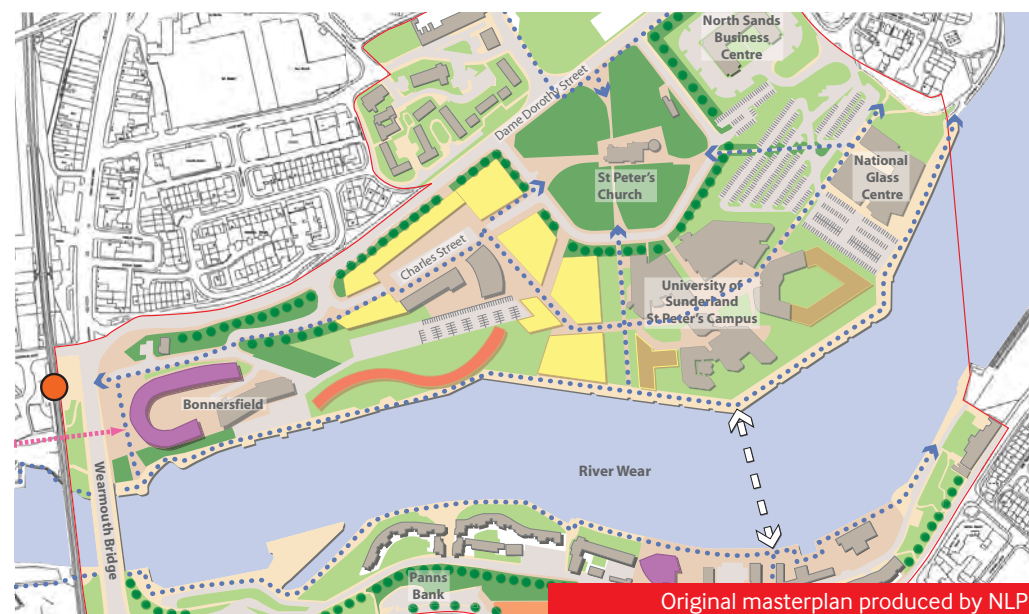 North Sands
Business
Centre
Dame Dorothy Street
St Peter's
Church
National
Glass
Centre
Charles Street
University of
Sunderland
St Peter's Campus
Bonnersfield
River Wear
Wearmouth Bridge
Panns
Bank
Original masterplan produced by NLP